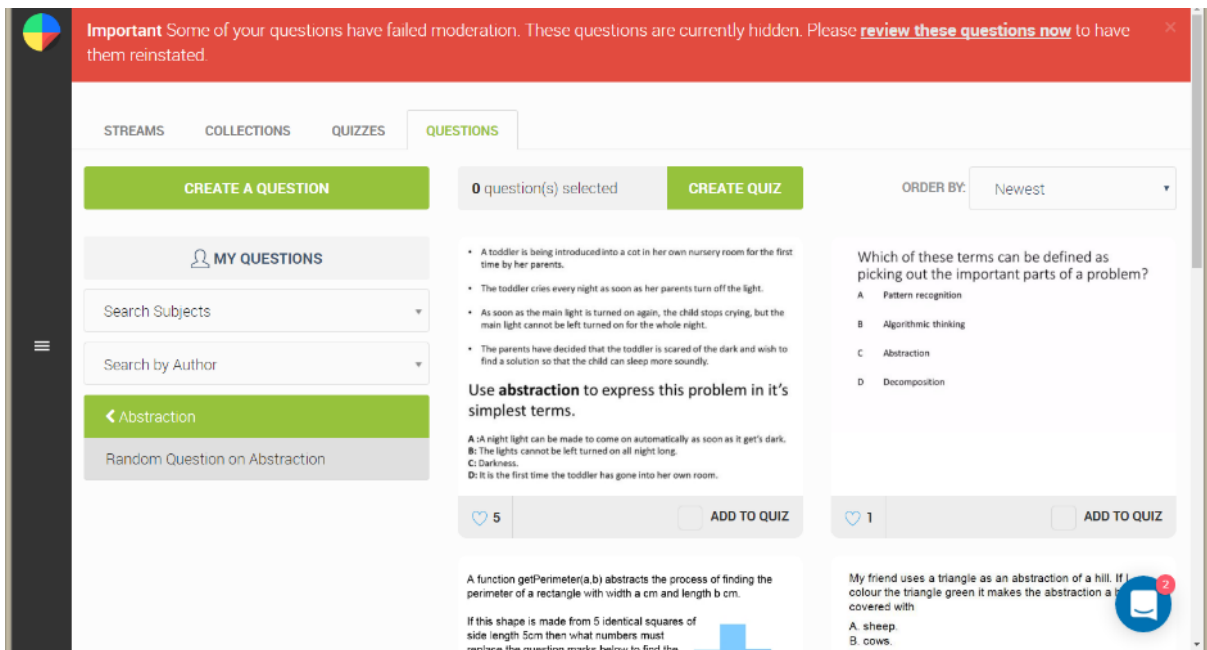 Important Some of your questions have failed moderation. These questions are currently hidden. Please review these questions now to have
them reinstated.
STREAMS
COLLECTIONS
QUIZZES
QUESTIONS
CREATE A QUESTION
0 question(s) selected
CREATE QUIZ
ORDER BY:
Newest
MY QUESTIONS
Search Subjects
Search by Author
Abstraction
Random Question on Abstraction
• A toddler is being introduced into a cot in her own nursery room for the first
time by her parents.
• The toddler cries every night as soon as her parents turn off the light.
• As soon as the main light is turned on again, the child stops crying, but the
main light cannot be left turned on for the whole night.
• The parents have decided that the toddler is scared of the dark and wish to
find a solution so that the child can sleep more soundly.
Use abstraction to express this problem in it's
simplest terms.
A :A night light can be made to come on automatically as soon as it get's dark.
B: The lights cannot be left turned on all night long.
C: Darkness.
D: It is the first time the toddler has gone into her own room.
5
ADD TO QUIZ
Which of these terms can be defined as
picking out the important parts of a problem?
A Pattern recognition
B Algorithmic thinking
C Abstraction
D Decomposition
1
ADD TO QUIZ
A function getPerimeter(a,b) abstracts the process of finding the
perimeter of a rectangle with width a cm and length b cm.
If this shape is made from 5 identical squares of
side length 5cm then what numbers must
replace the question marks below to find the
My friend uses a triangle as an abstraction of a hill. If I
colour the triangle green it makes the abstraction a
covered with
A. sheep.
B. cows.
2